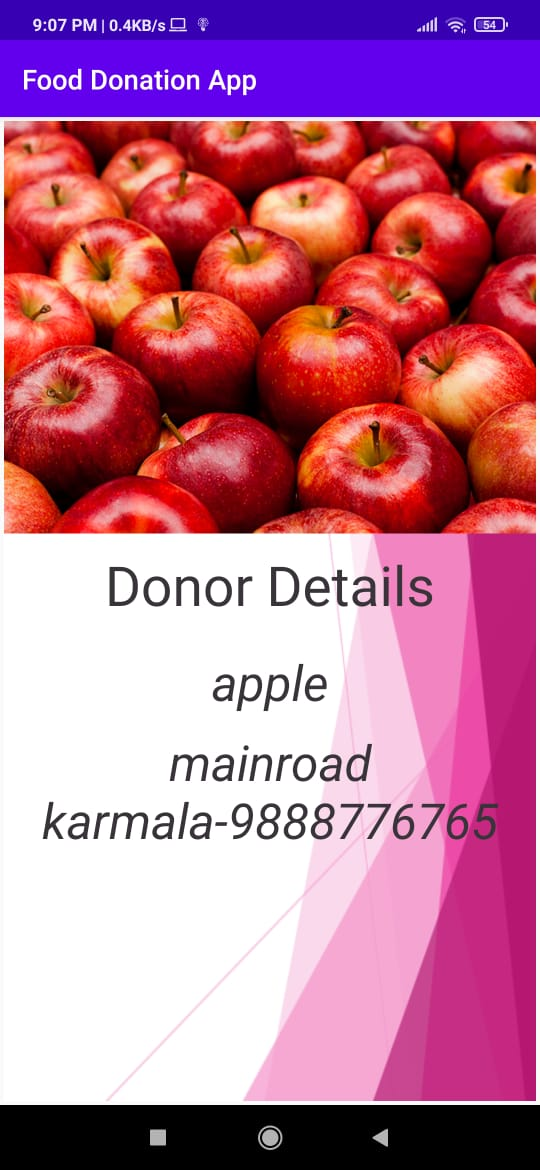 9:07 PM | 0.4KB/s
54
Food Donation App
Donor Details
apple
mainroad
karmala-9888776765